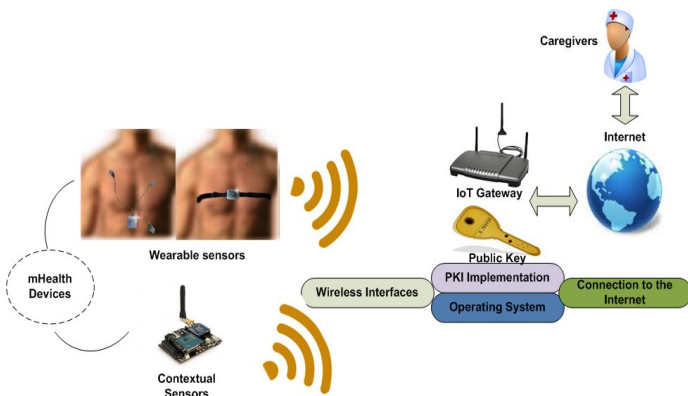 Caregivers
Internet
IoT Gateway
Public Key
Wearable sensors
mHealth
Devices
Wireless Interfaces
PKI Implementation
Operating System
Connection to the
Internet
Contextual
Sensors